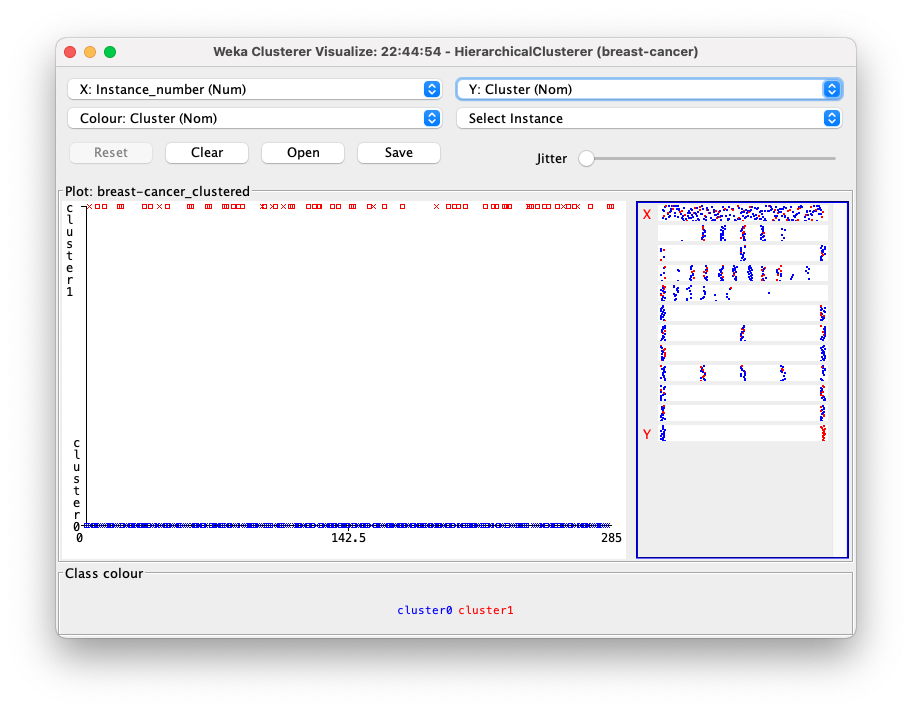 Weka Clusterer Visualize: 22:44:54 - HierarchicalClusterer (breast-cancer)
X: Instance_number (Num)
Y: Cluster (Nom)
Colour: Cluster (Nom)
Select Instance
Reset
Clear
Open
Save
Jitter
Plot: breast-cancer_clustered
cluster1
cluster0
0
142.5
285
X
Y
Class colour
cluster0 cluster1